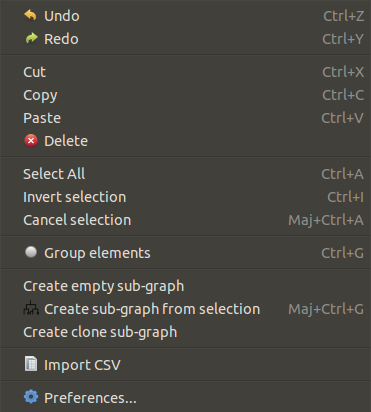 Undo Ctrl+Z
Redo Ctrl+Y
Cut Ctrl+X
Copy Ctrl+C
Paste Ctrl+V
Delete
Select All Ctrl+A
Invert selection Ctrl+I
Cancel selection Maj+Ctrl+A
Group elements Ctrl+G
Create empty sub-graph
Create sub-graph from selection Maj+Ctrl+G
Create clone sub-graph
Import CSV
Preferences...